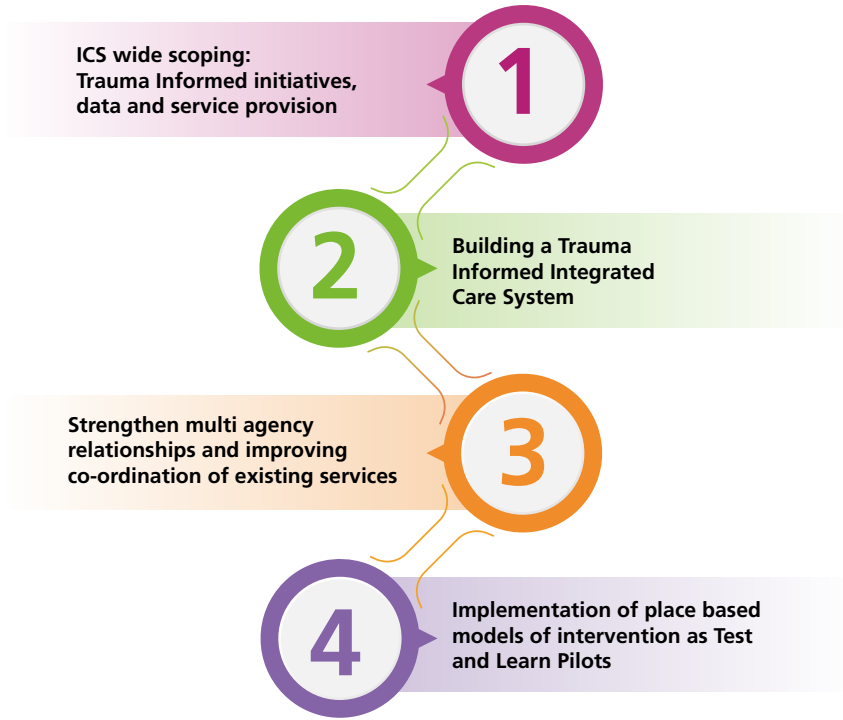 1
ICS wide scoping:
Trauma Informed initiatives,
data and service provision
2
Building a Trauma
Informed Integrated
Care System
3
Strengthen multi agency
relationships and improving
co-ordination of existing services
4
Implementation of place based
models of intervention as Test
and Learn Pilots